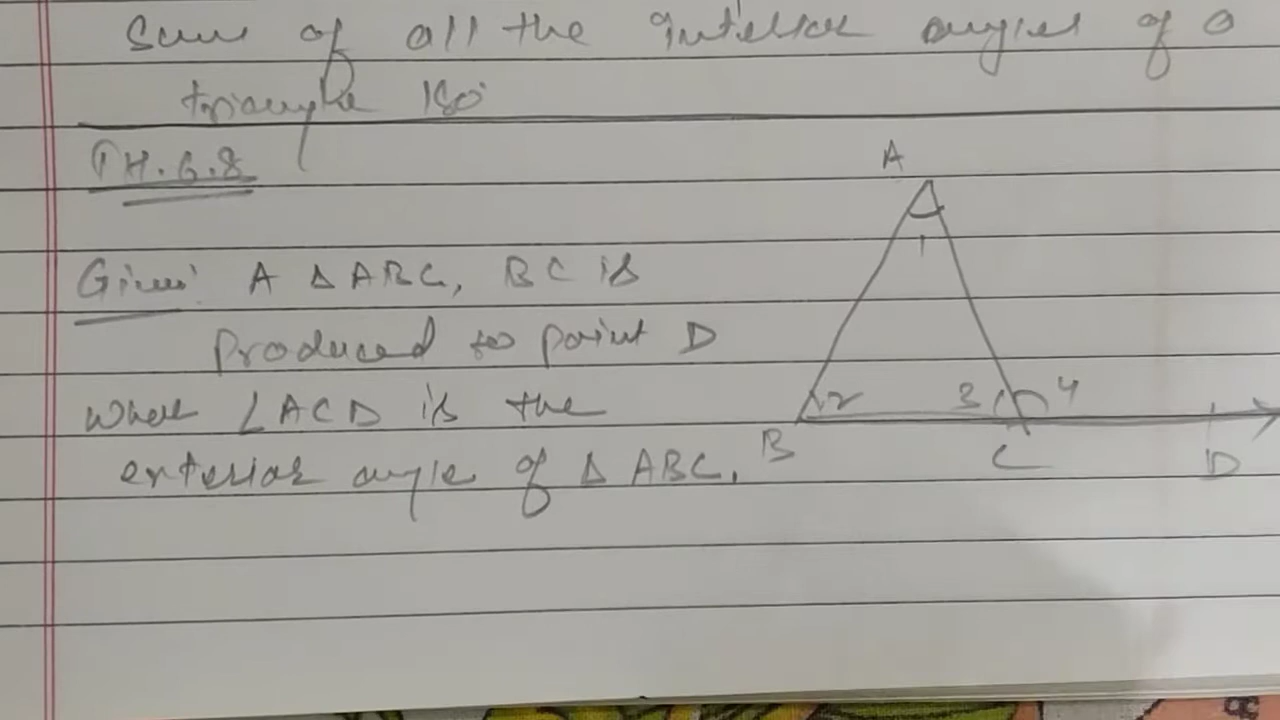 Sum of all the interior angles of a
triangle 180°
TH. 6.8
Given: A Δ ABC, BC is
produced to point D
where ∠ACD is the
exterior angle of Δ ABC.
A
1
2 3 4
B C D